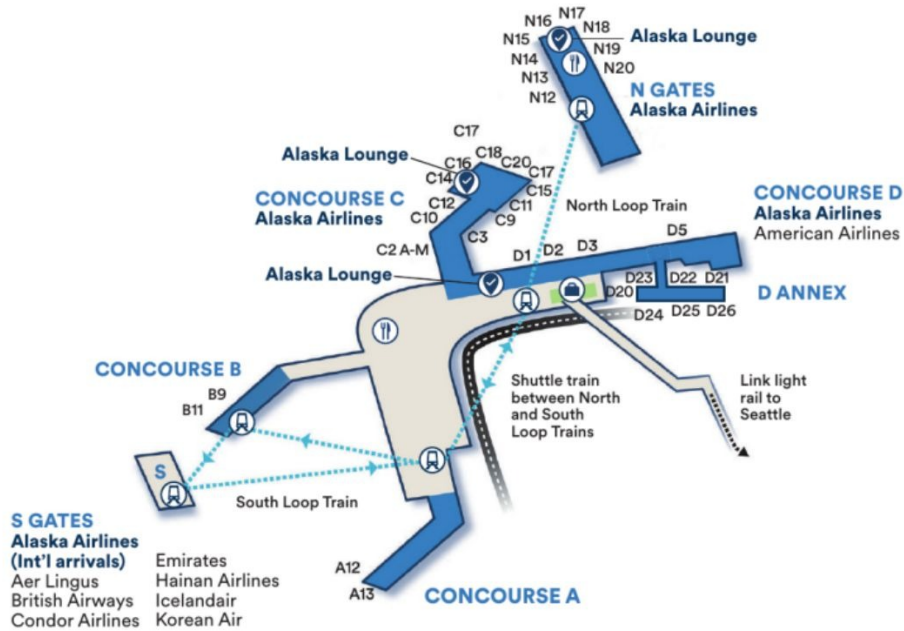 N17
N16
N18
N15
Alaska Lounge
N14
N19
N13
N20
N12
N GATES
Alaska Airlines
C17
Alaska Lounge
C18
C16
C20
C14
C17
C15
C12
C11
C10
C9
CONCOURSE C
Alaska Airlines
C3
C2 A-M
North Loop Train
CONCOURSE D
Alaska Airlines
American Airlines
D1
D2
D3
D5
Alaska Lounge
D23
D22
D21
D20
D ANNEX
D24
D25
D26
CONCOURSE B
B9
B11
Shuttle train
between North
and South
Loop Trains
Link light
rail to
Seattle
S
South Loop Train
S GATES
Alaska Airlines
(Int'l arrivals)
Aer Lingus
British Airways
Condor Airlines
Emirates
Hainan Airlines
Icelandair
Korean Air
A12
A13
CONCOURSE A